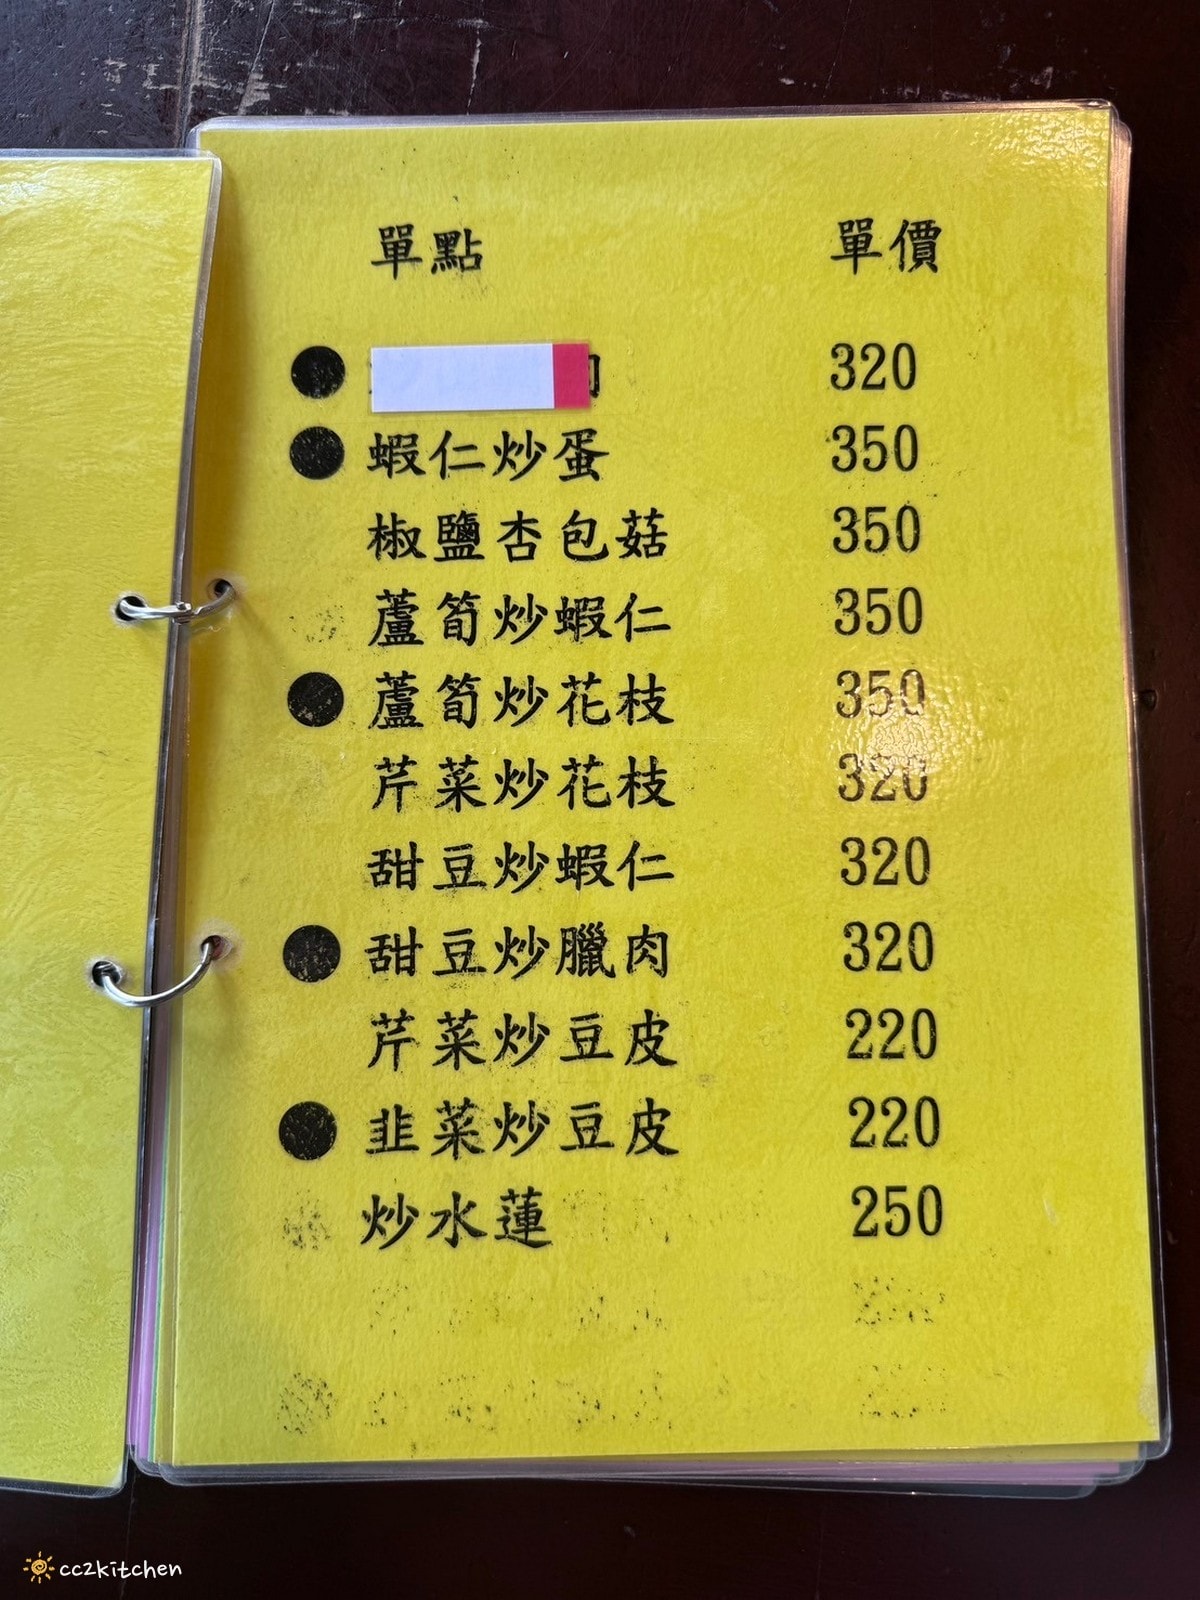 單點 單價
● 320
● 蝦仁炒蛋 350
椒鹽杏包菇 350
蘆筍炒蝦仁 350
● 蘆筍炒花枝 350
芹菜炒花枝 320
甜豆炒蝦仁 320
● 甜豆炒臘肉 320
芹菜炒豆皮 220
● 韭菜炒豆皮 220
炒水蓮 250
cc2kitchen